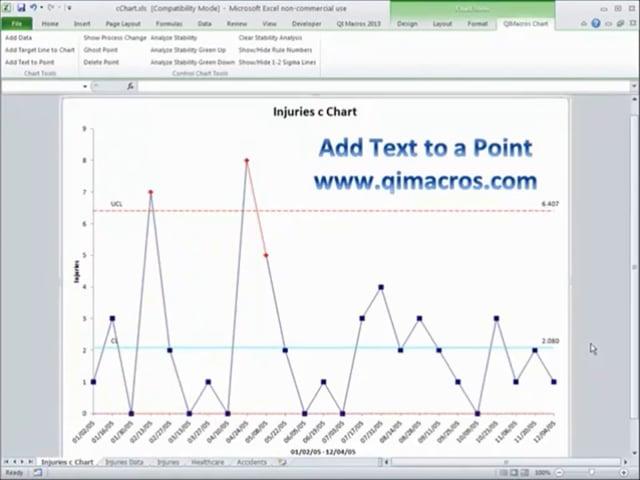 cChart.xls [Compatibility Mode] - Microsoft Excel non-commercial use
Chart Tools
File Home Insert Page Layout Formulas Data Review View Developer QI Macros 2013 Design Layout Format QIMacros Chart
Add Data Show Process Change Analyze Stability Clear Stability Analysis
Add Target Line to Chart Ghost Point Analyze Stability Green Up Show/Hide Rule Numbers
Add Text to Point Delete Point Analyze Stability Green Down Show/Hide 1-2 Sigma Lines
Chart Tools Control Chart Tools
fx
Injuries c Chart
Add Text to a Point
www.qimacros.com
9
8
7
UCL 6.407
6
5
Injuries
4
3
CL 2.080
2
1
0
01/02/05 01/16/05 01/30/05 02/13/05 02/27/05 03/13/05 03/27/05 04/10/05 04/24/05 05/08/05 05/22/05 06/05/05 06/19/05 07/03/05 07/17/05 07/31/05 08/14/05 08/28/05 09/11/05 09/25/05 10/09/05 10/23/05 11/06/05 11/20/05 12/04/05
01/02/05 - 12/04/05
Injuries c Chart Injuries Data Injuries Healthcare Accidents
Ready 100%